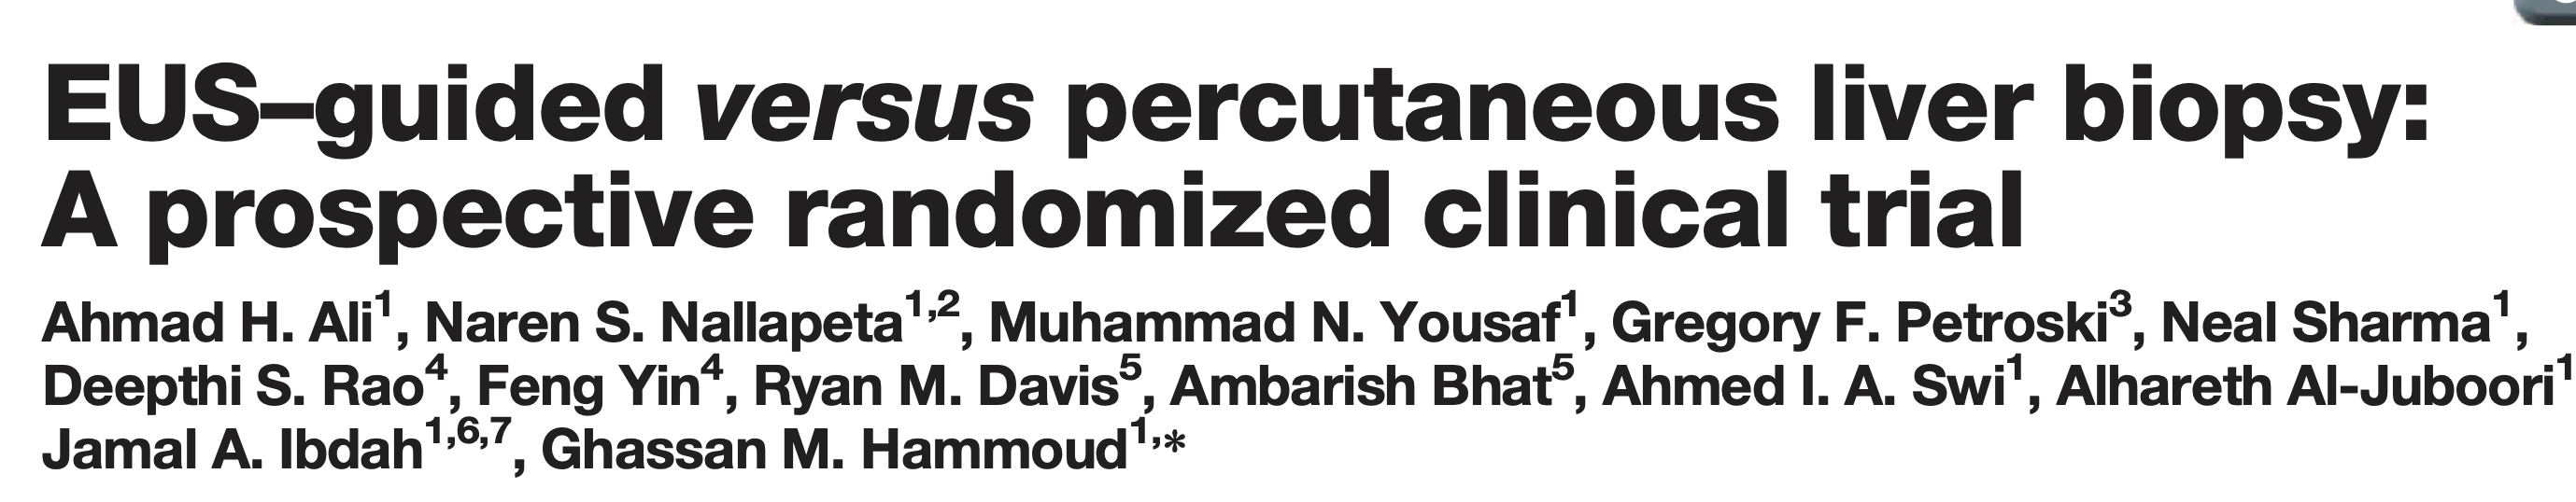 EUS–guided versus percutaneous liver biopsy:
A prospective randomized clinical trial
Ahmad H. Ali1, Naren S. Nallapeta1,2, Muhammad N. Yousaf1, Gregory F. Petroski3, Neal Sharma1,
Deepthi S. Rao4, Feng Yin4, Ryan M. Davis5, Ambarish Bhat5, Ahmed I. A. Swi1, Alhareth Al-Juboori1
Jamal A. Ibdah1,6,7, Ghassan M. Hammoud1,*